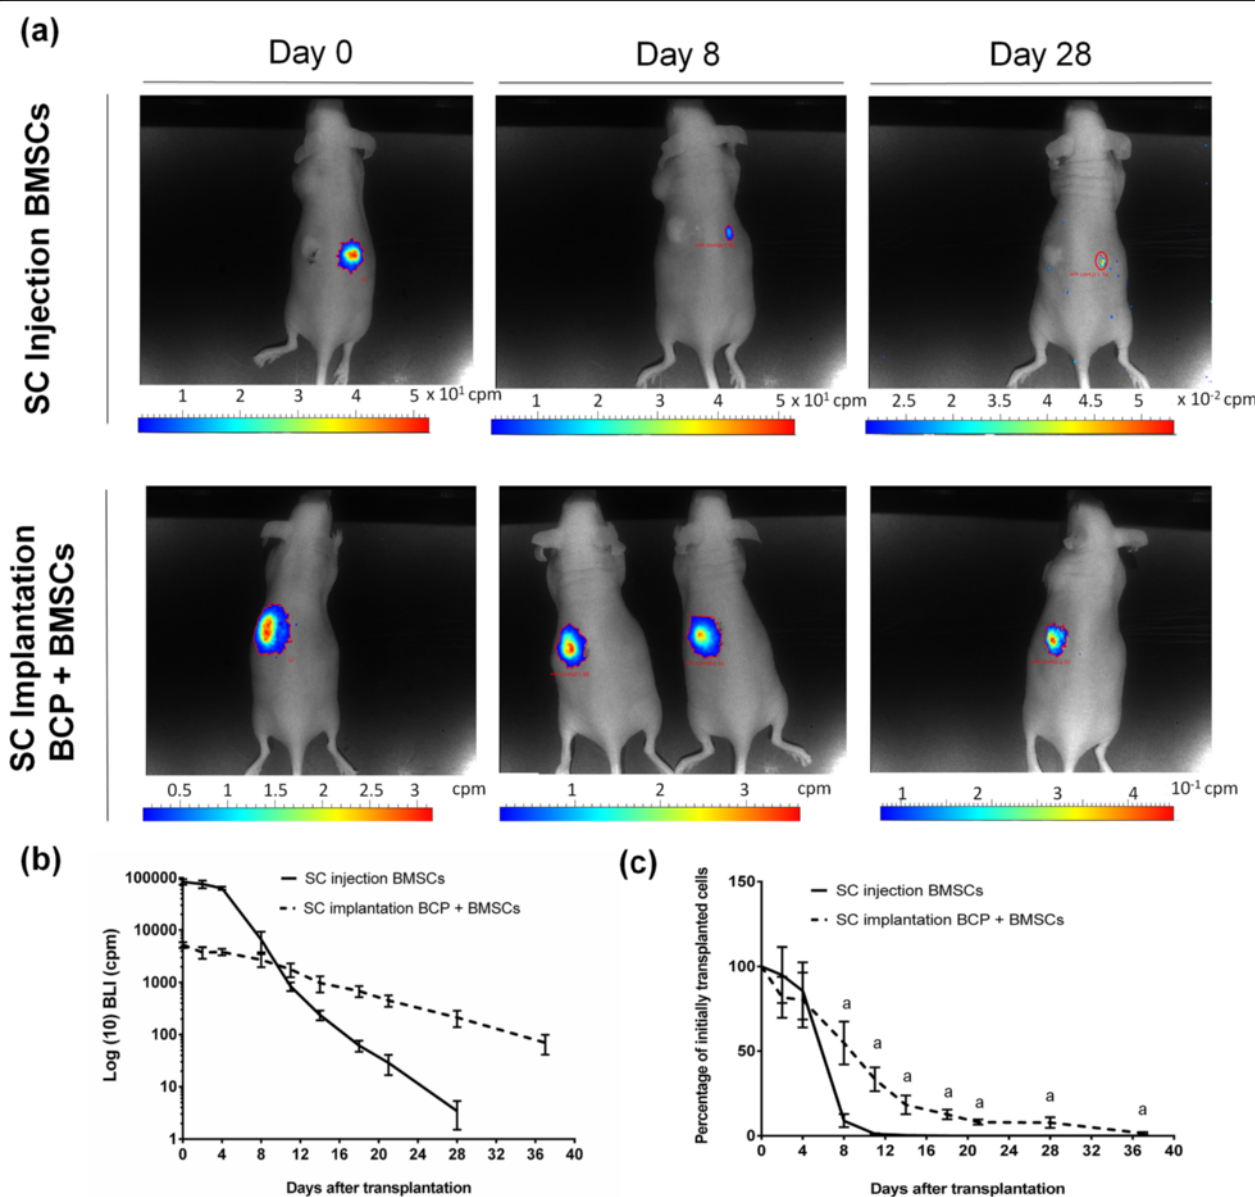 (a)
Day 0
Day 8
Day 28
SC Injection BMSCs
1 2 3 4 5 x 10¹ cpm
1 2 3 4 5 x 10¹ cpm
2.5 2 3.5 4 4.5 5 x 10⁻² cpm
SC Implantation
BCP + BMSCs
0.5 1 1.5 2 2.5 3 cpm
1 2 3 cpm
1 2 3 4 10⁻¹ cpm
(b)
Log (10) BLI (cpm)
100000
10000
1000
100
10
1
SC injection BMSCs
SC implantation BCP + BMSCs
0 4 8 12 16 20 24 28 32 36 40
Days after transplantation
(c)
Percentage of initially transplanted cells
150
100
50
0
SC injection BMSCs
SC implantation BCP + BMSCs
a
a
a
a
a
a
a
0 4 8 12 16 20 24 28 32 36 40
Days after transplantation